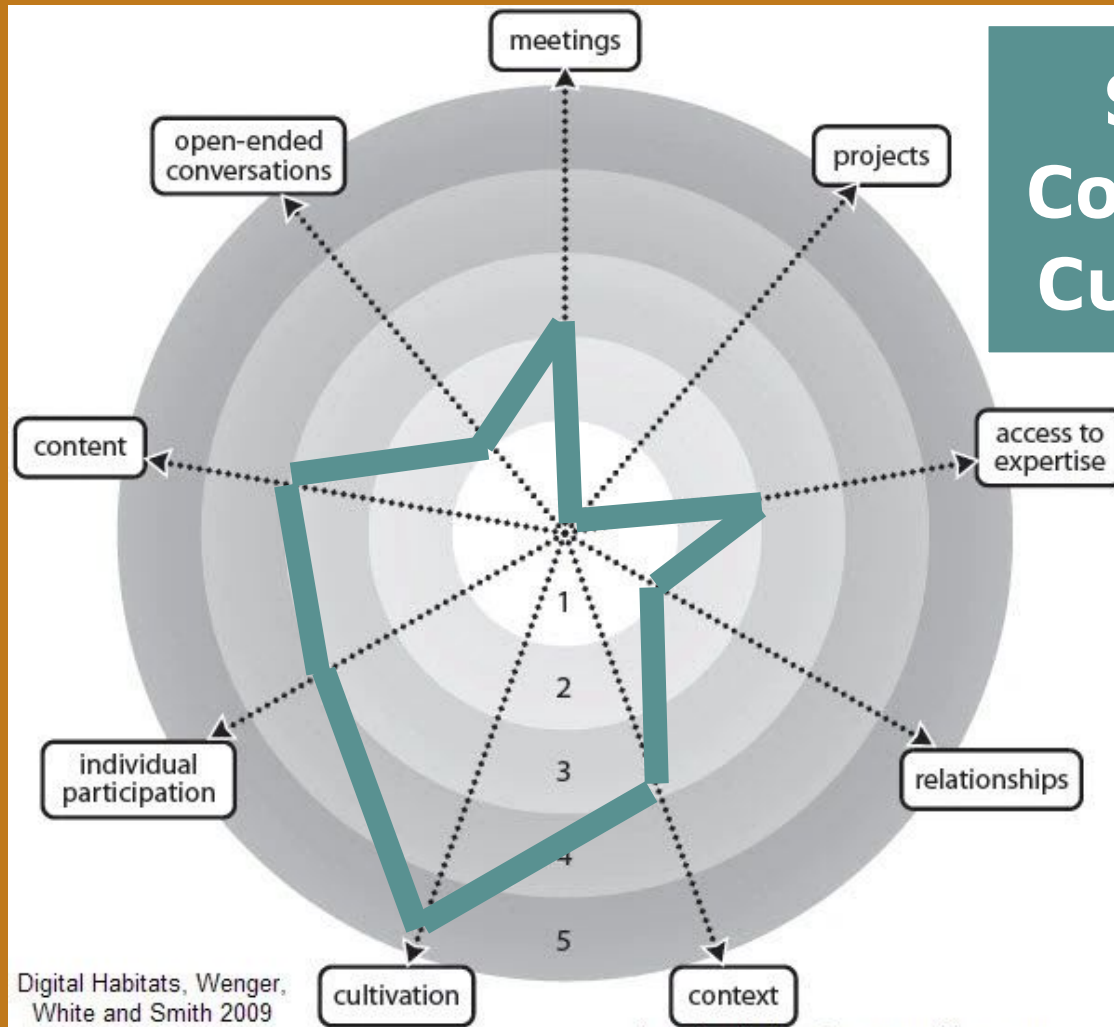 meetings
open-ended
conversations
projects
content
access to
expertise
1
2
3
4
5
individual
participation
relationships
cultivation
context
Digital Habitats, Wenger,
White and Smith 2009